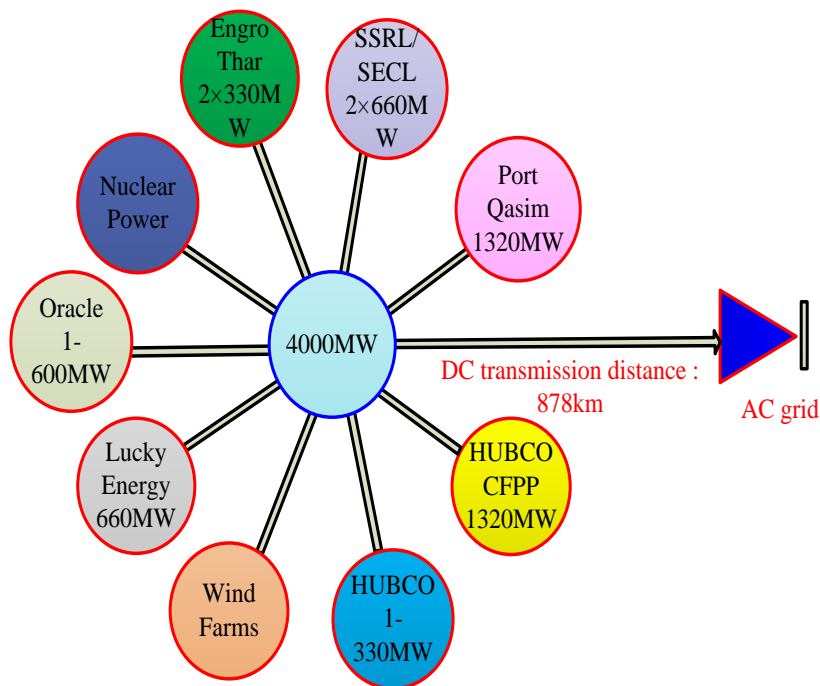 Engro
Thar
2×330M
W
SSRL/
SECL
2×660M
W
Nuclear
Power
Port
Qasim
1320MW
Oracle
1-
600MW
4000MW
DC transmission distance :
878km
AC grid
Lucky
Energy
660MW
HUBCO
CFPP
1320MW
Wind
Farms
HUBCO
1-
330MW